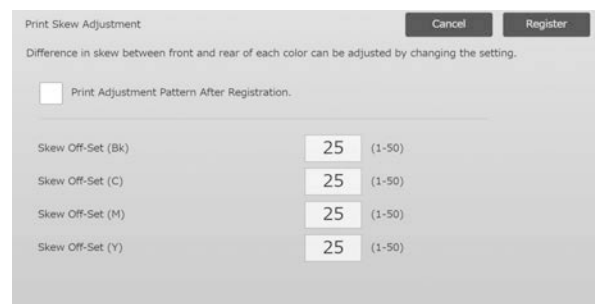 Print Skew Adjustment Cancel Register
Difference in skew between front and rear of each color can be adjusted by changing the setting.
Print Adjustment Pattern After Registration.
Skew Off-Set (Bk) 25 (1-50)
Skew Off-Set (C) 25 (1-50)
Skew Off-Set (M) 25 (1-50)
Skew Off-Set (Y) 25 (1-50)